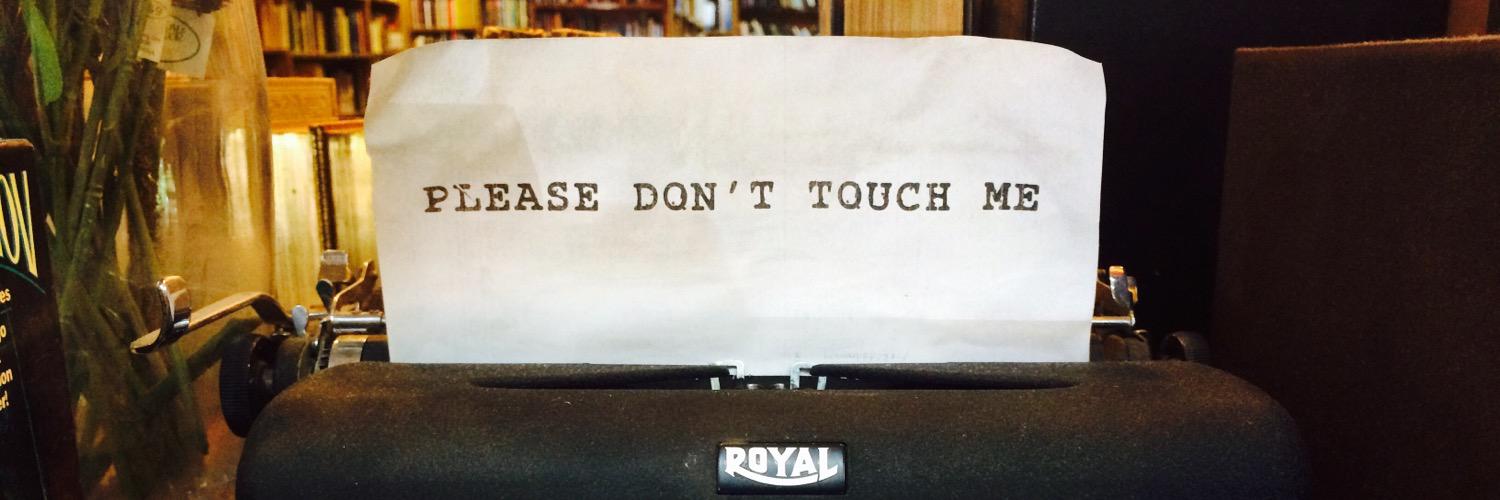 PLEASE DON'T TOUCH ME
ROYAL